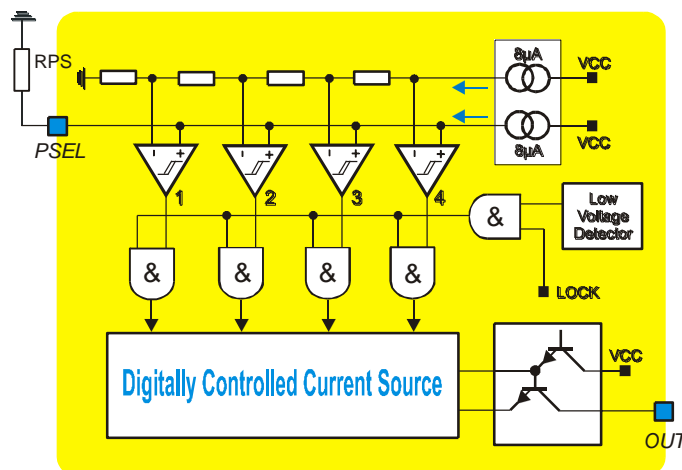 8µA
RPS
VCC
PSEL
VCC
8µA
- +
- +
- +
- +
1
2
3
4
&
Low
Voltage
Detector
&
&
&
&
LOCK
Digitally Controlled Current Source
VCC
OUT